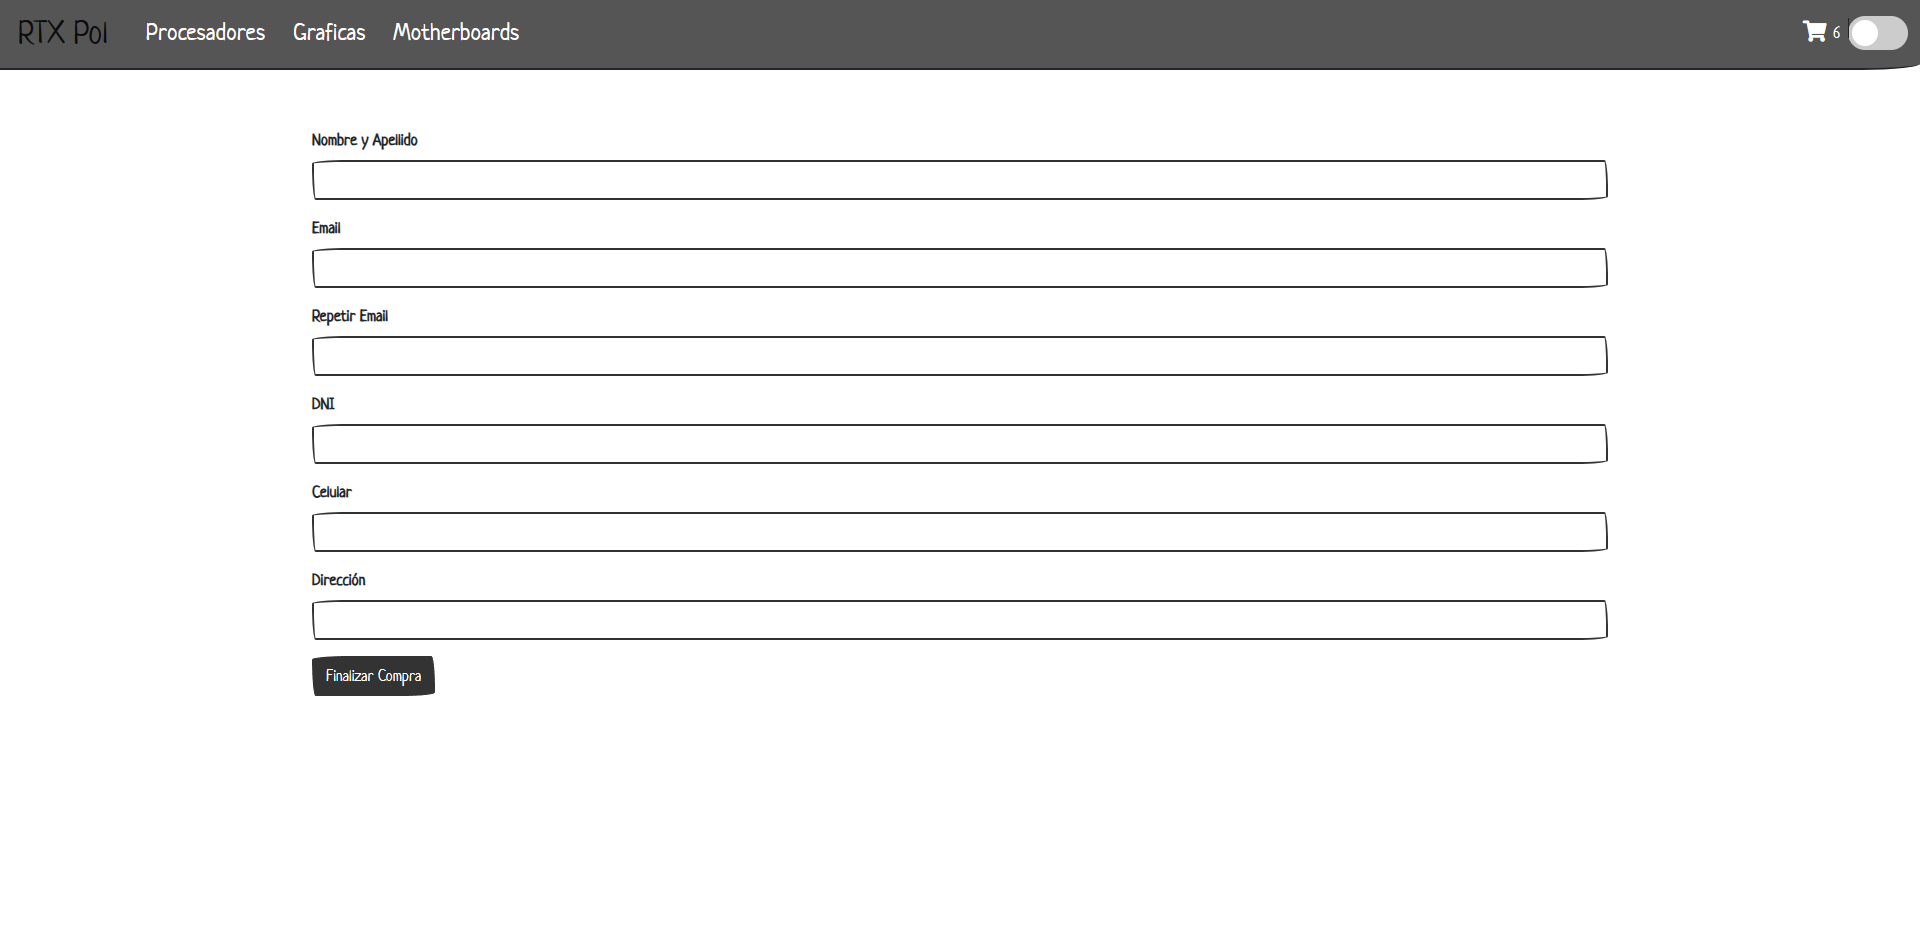 RTX Pol Procesadores Graficas Motherboards 6
Nombre y Apellido
Email
Repetir Email
DNI
Celular
Dirección
Finalizar Compra